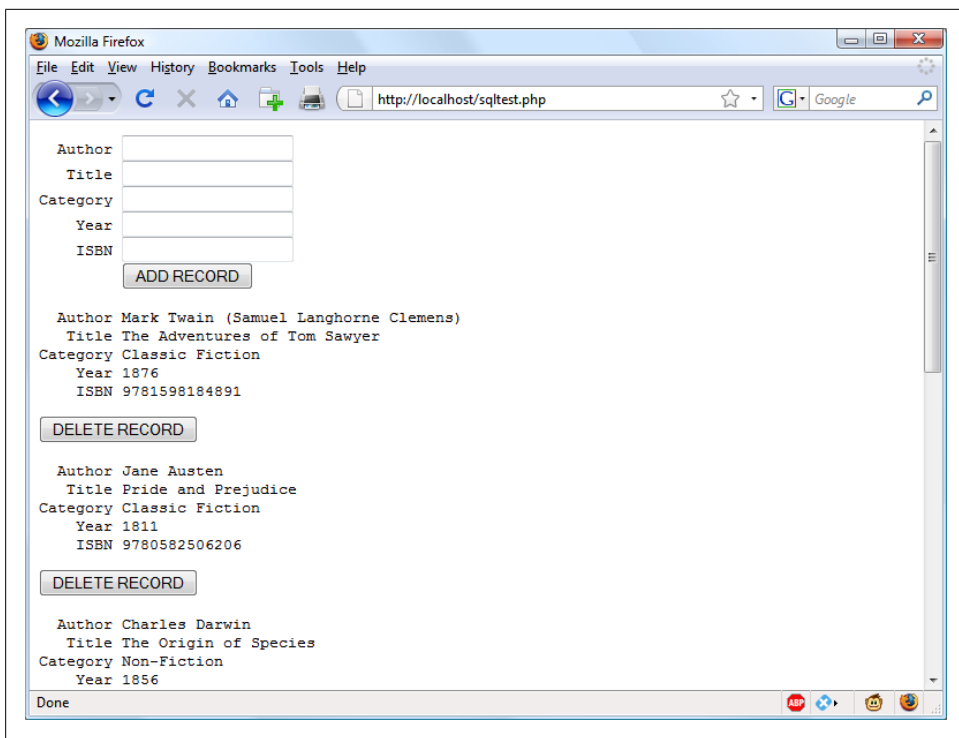 Mozilla Firefox
File Edit View History Bookmarks Tools Help
http://localhost/sqltest.php
G Google
Author
Title
Category
Year
ISBN
ADD RECORD
Author Mark Twain (Samuel Langhorne Clemens)
Title The Adventures of Tom Sawyer
Category Classic Fiction
Year 1876
ISBN 9781598184891
DELETE RECORD
Author Jane Austen
Title Pride and Prejudice
Category Classic Fiction
Year 1811
ISBN 9780582506206
DELETE RECORD
Author Charles Darwin
Title The Origin of Species
Category Non-Fiction
Year 1856
Done
ABP